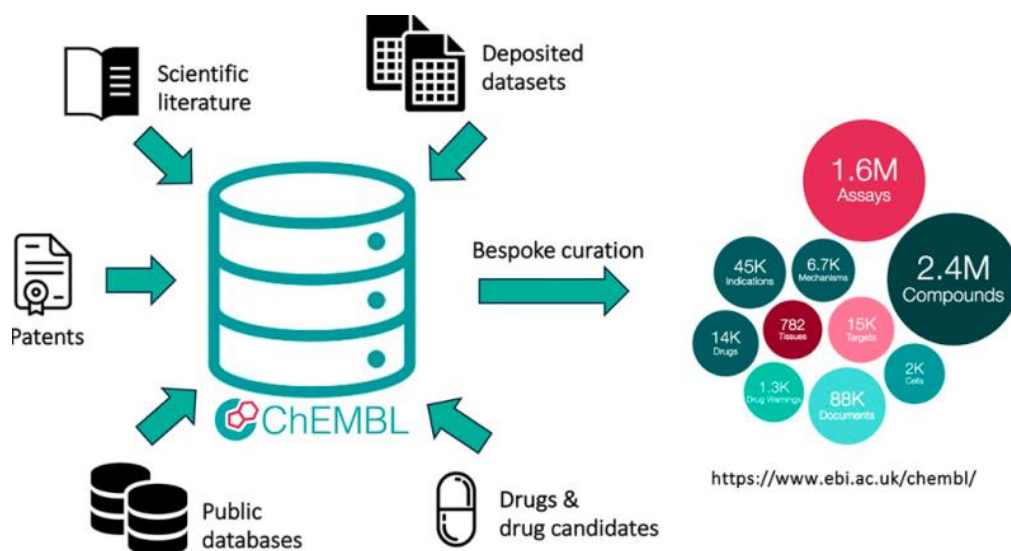 Scientific
literature
Deposited
datasets
Patents
Bespoke curation
ChEMBL
Public
databases
Drugs &
drug candidates
1.6M
Assays
2.4M
Compounds
45K
Indications
6.7K
Mechanisms
782
Tissues
15K
Targets
14K
Drugs
2K
Cells
1.3K
Drug Warnings
88K
Documents
https://www.ebi.ac.uk/chembl/